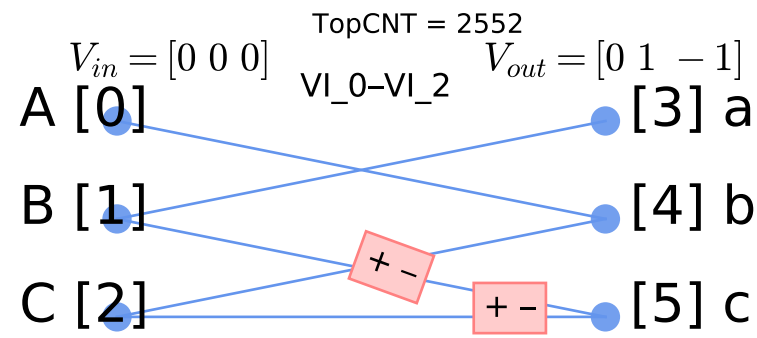 TopCNT = 2552
V_in = [0 0 0]
V_out = [0 1 −1]
VI_0–VI_2
A [0]
[3] a
B [1]
[4] b
+ −
C [2]
+ −
[5] c